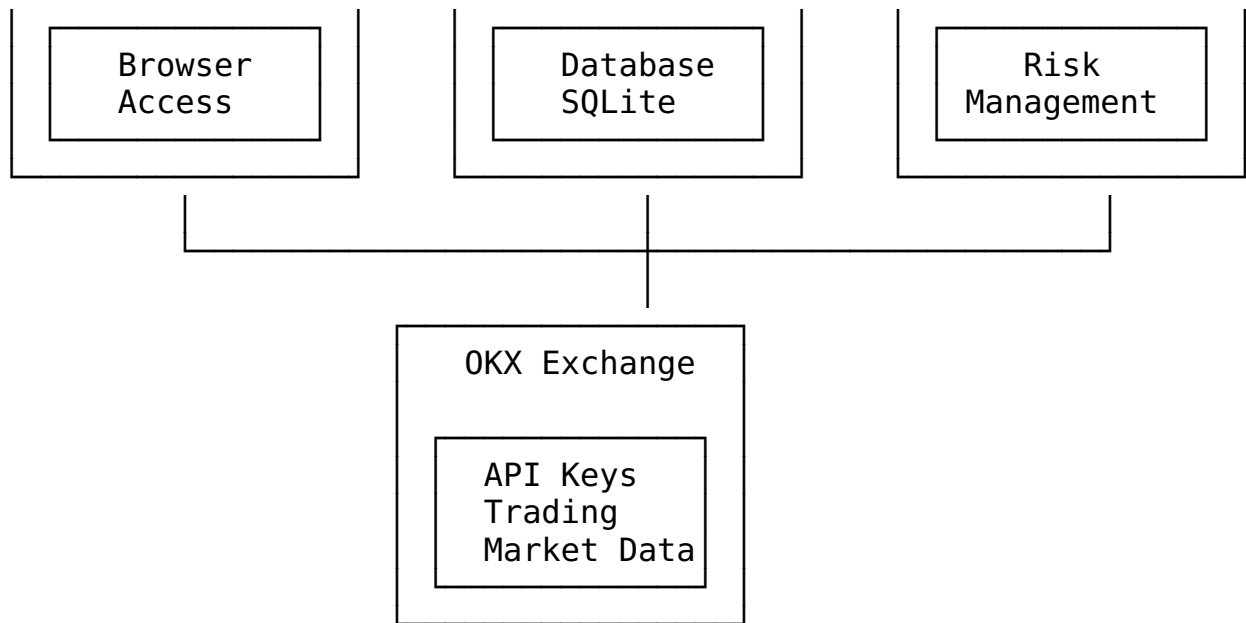 Browser
Access
Database
SQLite
Risk
Management
OKX Exchange
API Keys
Trading
Market Data